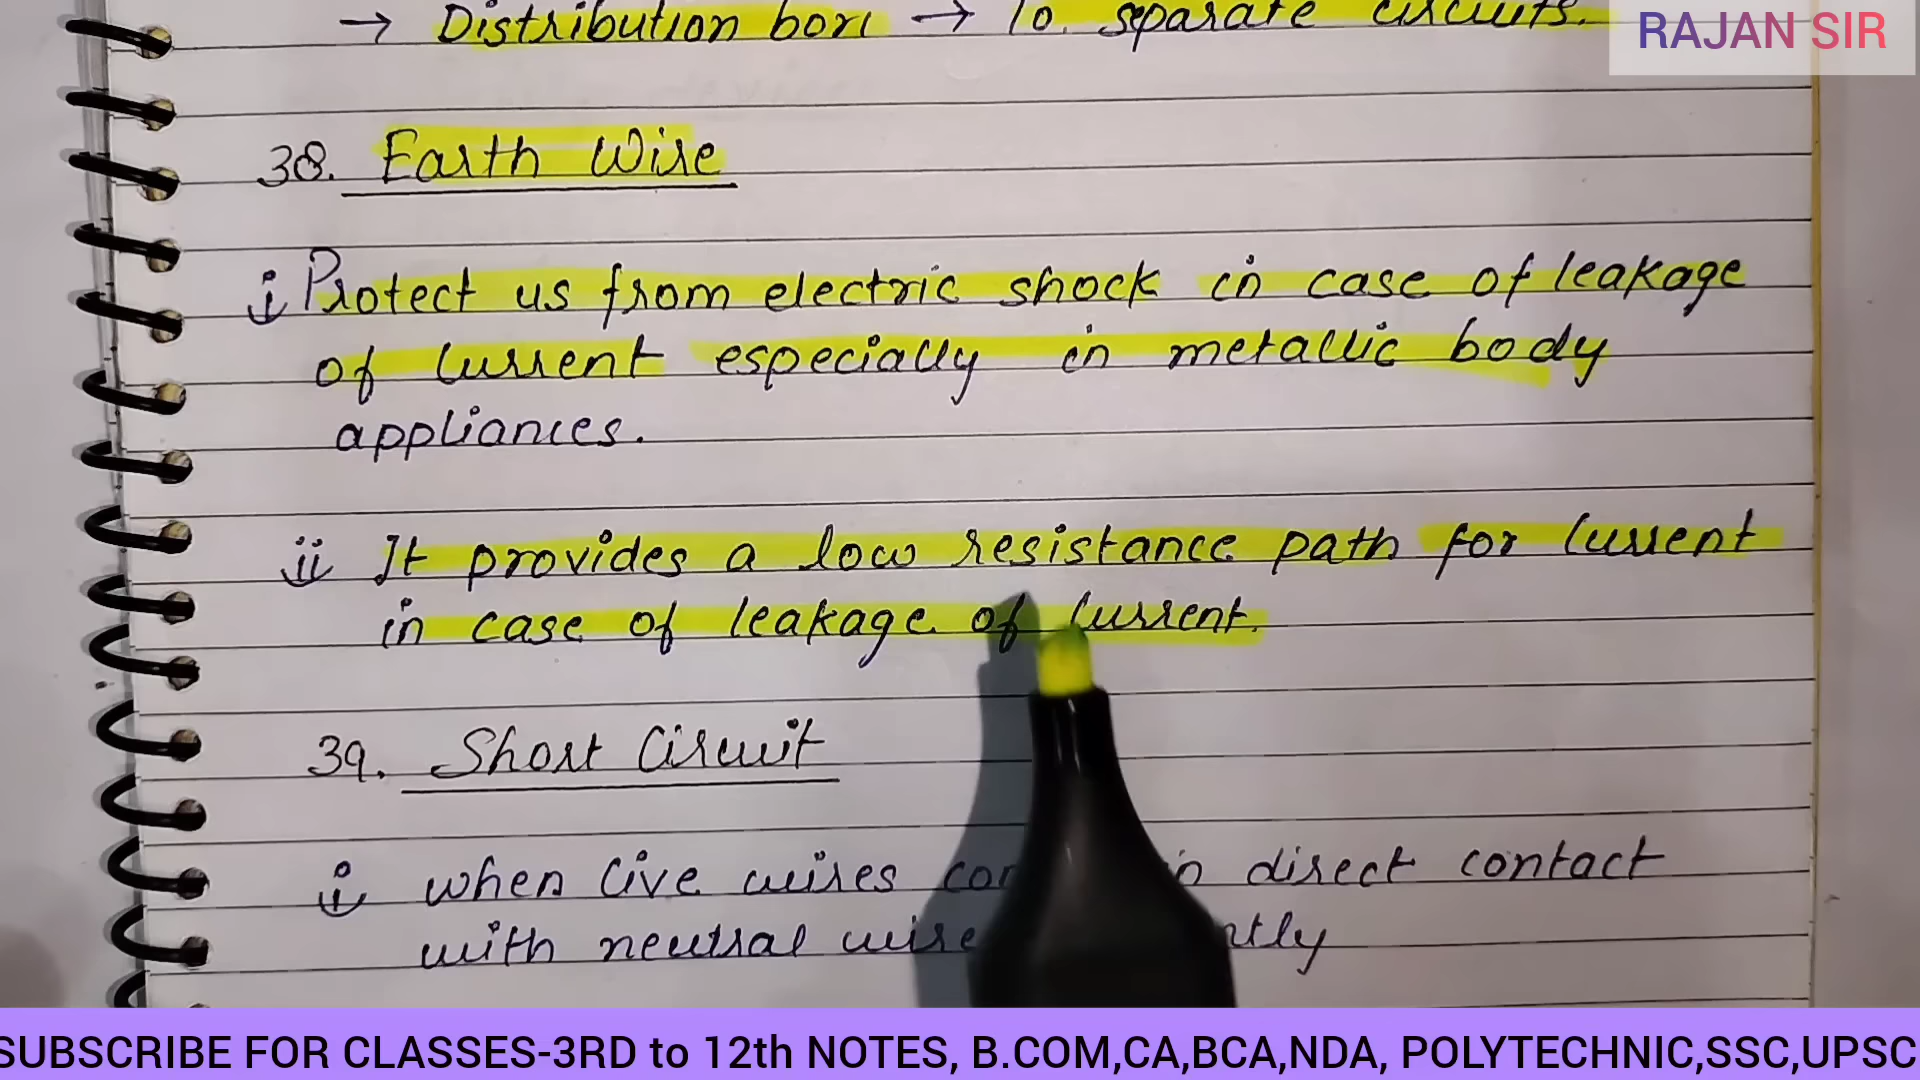 → Distribution box → To separate circuits.
RAJAN SIR
38. Earth Wire
i Protect us from electric shock in case of leakage
of current especially in metallic body
appliances.
ii It provides a low resistance path for current
in case of leakage of current.
39. Short Circuit
i when live wires in direct contact
with neutral wire
SUBSCRIBE FOR CLASSES-3RD to 12th NOTES, B.COM,CA,BCA,NDA, POLYTECHNIC,SSC,UPSC